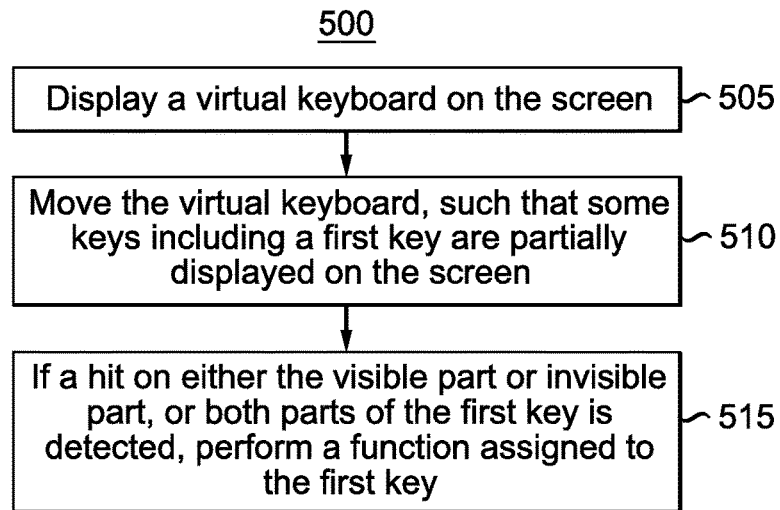 500
Display a virtual keyboard on the screen
505
Move the virtual keyboard, such that some
keys including a first key are partially
displayed on the screen
510
If a hit on either the visible part or invisible
part, or both parts of the first key is
detected, perform a function assigned to
the first key
515